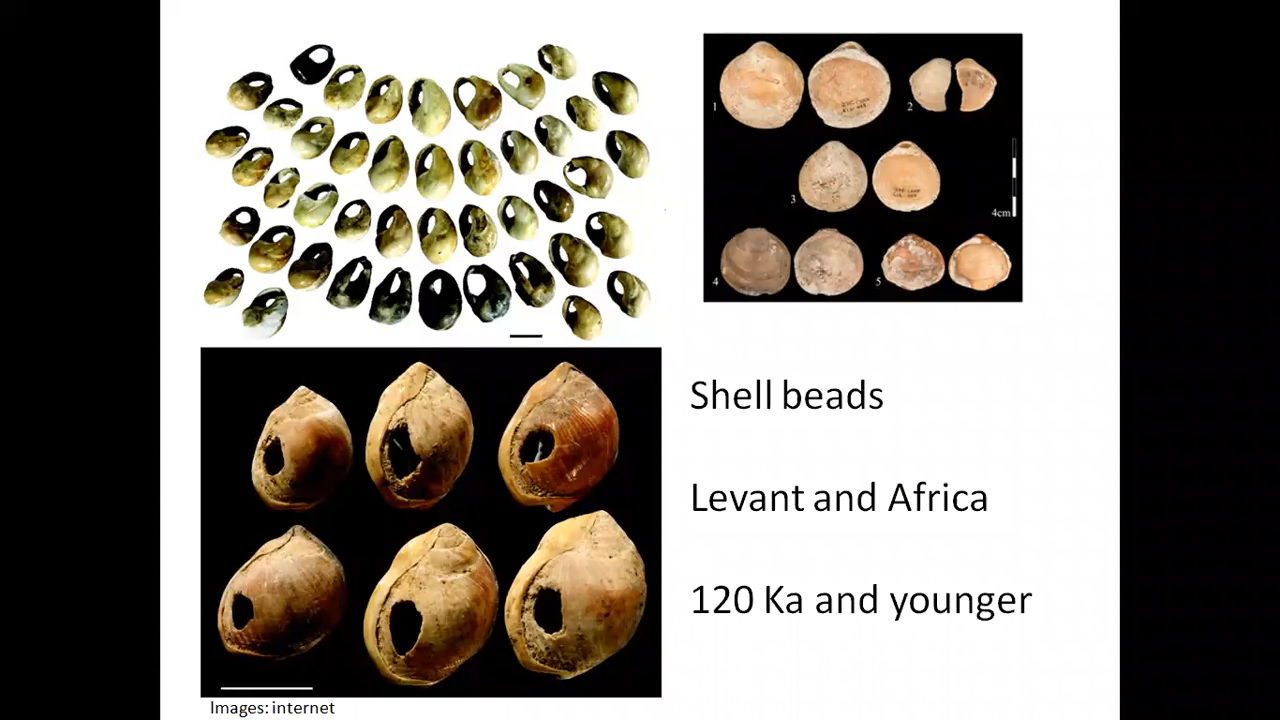 1
2
3
4cm
4
5
Shell beads
Levant and Africa
120 Ka and younger
Images: internet